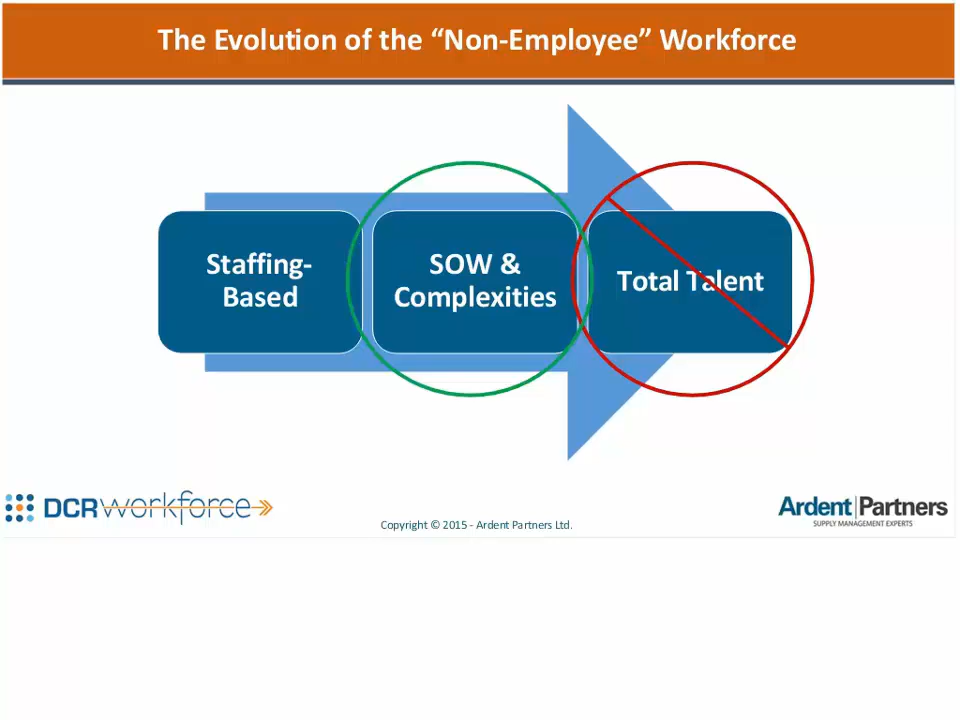 The Evolution of the “Non-Employee” Workforce
Staffing-
Based
SOW &
Complexities
Total Talent
DCRworkforce
Copyright © 2015 - Ardent Partners Ltd.
Ardent|Partners
SUPPLY MANAGEMENT EXPERTS